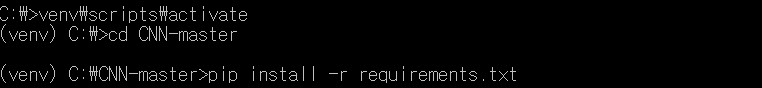 C:₩>venv₩scripts₩activate
(venv) C:₩>cd CNN-master
(venv) C:₩CNN-master>pip install -r requirements.txt